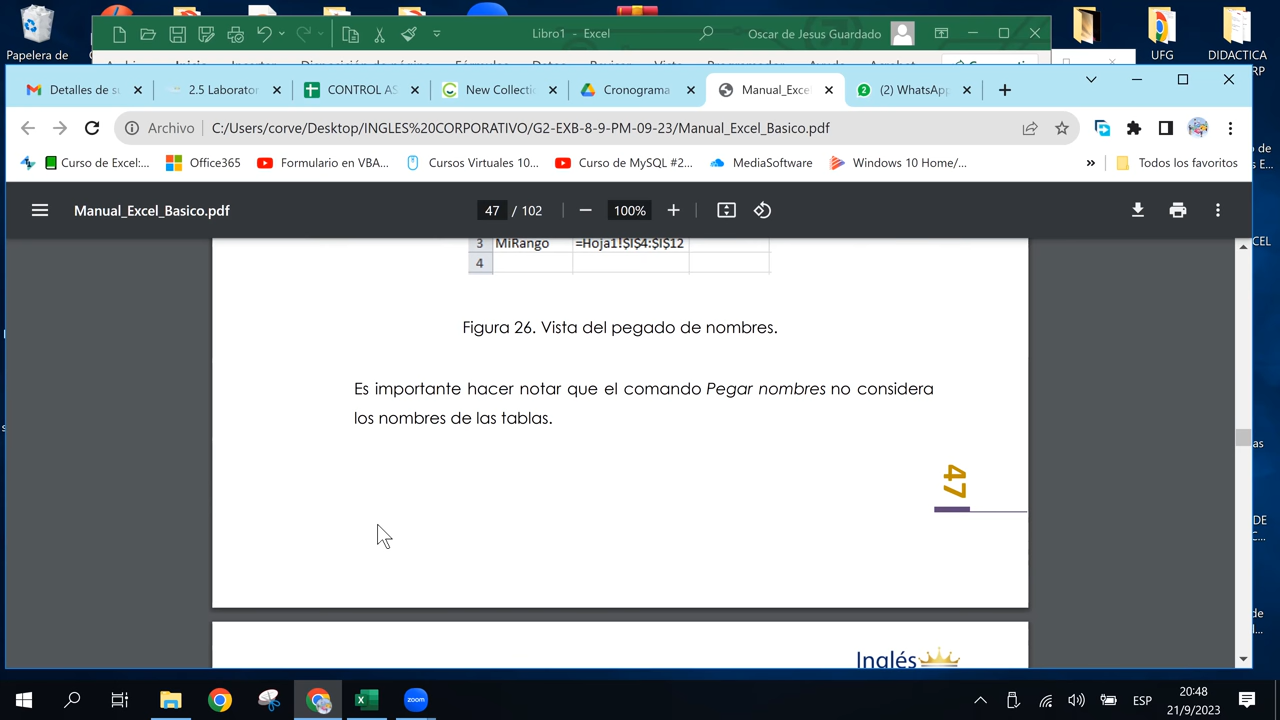 Papelera de
Libro1 - Excel
Oscar de Jesus Guardado
UFG
DIDACTICA
Detalles de su
2.5 Laborator
CONTROL AS
New Collecti
Cronograma
Manual_Exce
(2) WhatsApp
Archivo
C:/Users/corve/Desktop/INGLES%20CORPORATIVO/G2-EXB-8-9-PM-09-23/Manual_Excel_Basico.pdf
Curso de Excel:...
Office365
Formulario en VBA...
Cursos Virtuales 10...
Curso de MySQL #2...
MediaSoftware
Windows 10 Home/...
»
Todos los favoritos
Manual_Excel_Basico.pdf
47 / 102
100%
3 MiRango =Hoja1!$I$4:$I$12
4
Figura 26. Vista del pegado de nombres.
Es importante hacer notar que el comando Pegar nombres no considera
los nombres de las tablas.
47
Inglés
zoom
ESP
20:48
21/9/2023